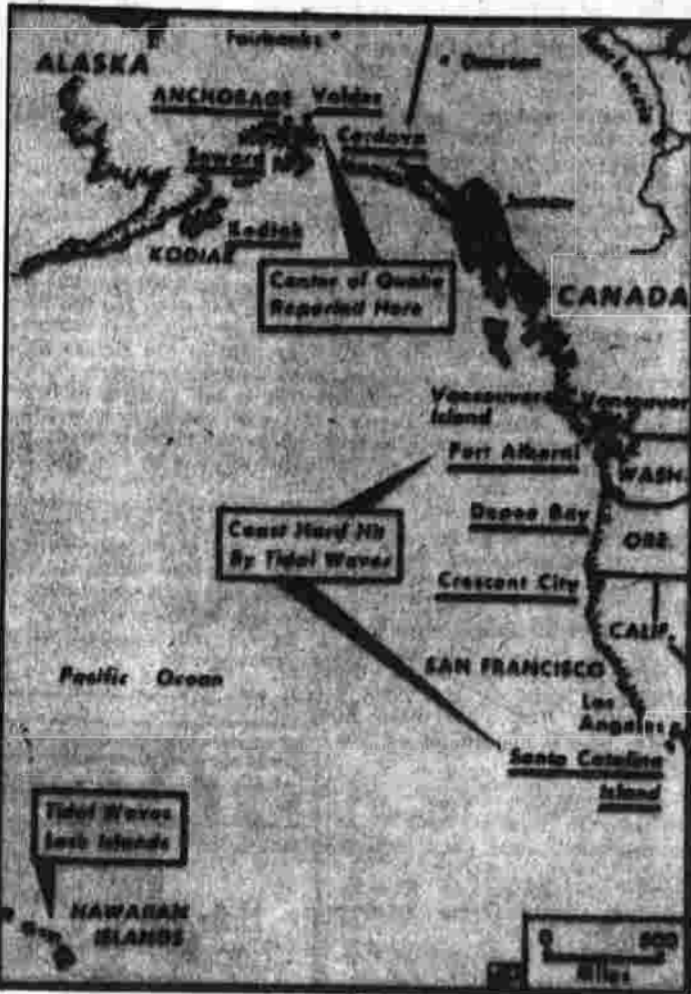 Fairbanks
ALASKA
Dawson
Mackenzie
ANCHORAGE Valdez
Cordova
Seward
Juneau
Kodiak
KODIAK
Center of Quake
Reported Here
CANADA
Vancouver
Island
Vancouver
Port Alberni
WASH.
Depoe Bay
ORE.
Coast Hard Hit
By Tidal Waves
Crescent City
CALIF.
SAN FRANCISCO
Pacific Ocean
Los
Angeles
Santa Catalina
Island
Tidal Waves
Lash Islands
HAWAIIAN
ISLANDS
0 500
Miles